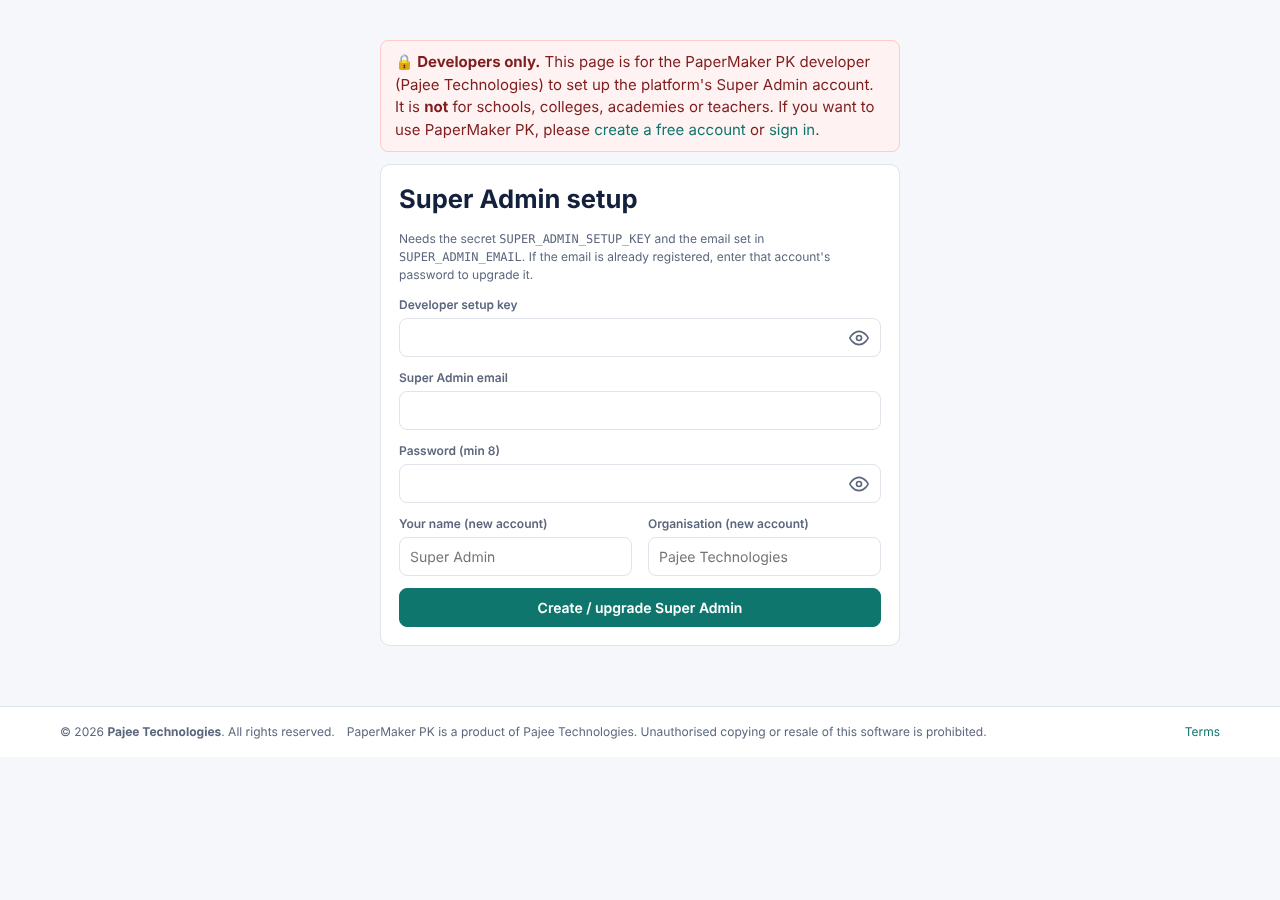 🔒 Developers only. This page is for the PaperMaker PK developer
(Pajee Technologies) to set up the platform's Super Admin account.
It is not for schools, colleges, academies or teachers. If you want to
use PaperMaker PK, please create a free account or sign in.
Super Admin setup
Needs the secret SUPER_ADMIN_SETUP_KEY and the email set in
SUPER_ADMIN_EMAIL. If the email is already registered, enter that account's
password to upgrade it.
Developer setup key
Super Admin email
Password (min 8)
Your name (new account) Organisation (new account)
Super Admin Pajee Technologies
Create / upgrade Super Admin
© 2026 Pajee Technologies. All rights reserved. PaperMaker PK is a product of Pajee Technologies. Unauthorised copying or resale of this software is prohibited. Terms